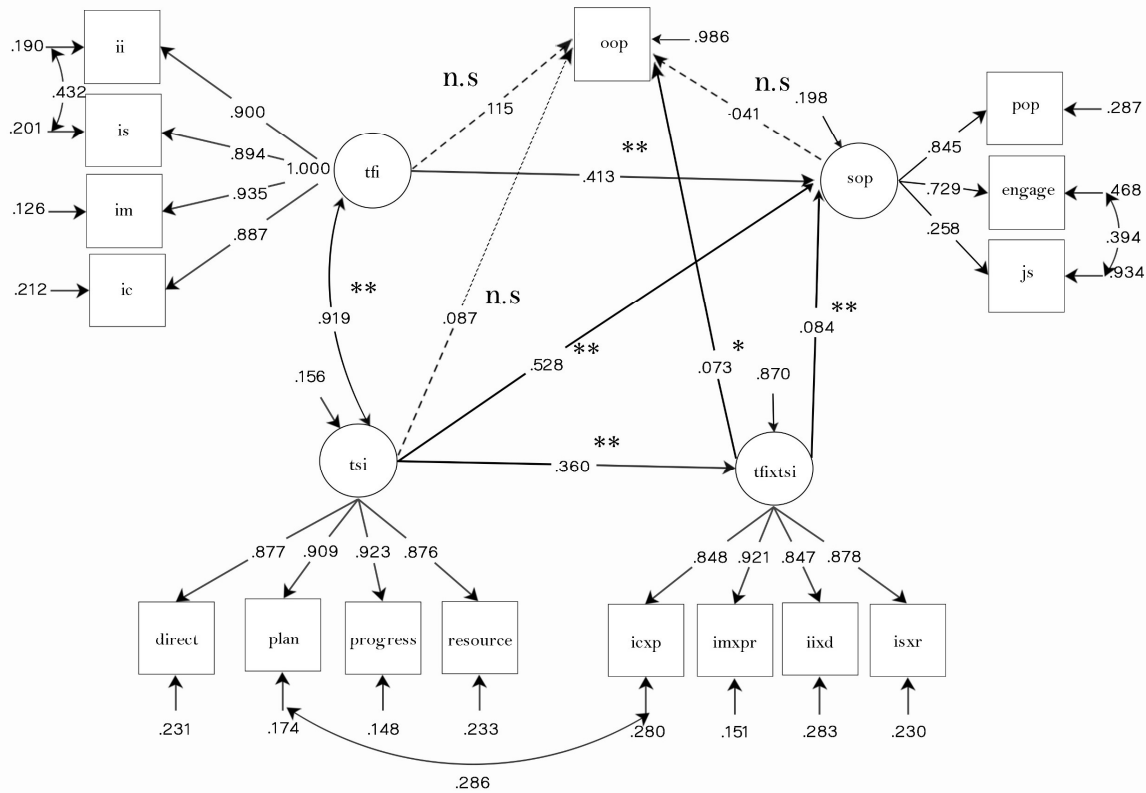 oop
.986
ii
.190
n.s
n.s
.198
pop
.287
.432
115
-041
.900
is
.201
.894
1.000
tfi
**
.413
sop
.845
.729
engage
.468
.935
im
.126
.887
.258
.394
ic
.212
js
.934
**
.919
n.s
.087
**
.084
.528
**
*
.073
.156
.870
tsi
**
.360
tfixtsi
.877
.909
.923
.876
.848
.921
.847
.878
direct
plan
progress
resource
icxp
imxpr
iixd
isxr
.231
.174
.148
.233
.280
.151
.283
.230
.286